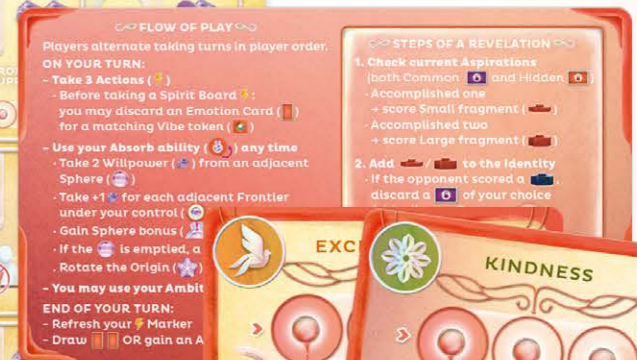 FLOW OF PLAY
Players alternate taking turns in player order.
ON YOUR TURN:
- Take 3 Actions ( )
- Before taking a Spirit Board :
you may discard an Emotion Card ( )
for a matching Vibe token ( )
- Use your Absorb ability ( ) any time
- Take 2 Willpower ( ) from an adjacent
Sphere ( )
- Take +1 for each adjacent Frontier
under your control (
- Gain Sphere bonus (
- If the is emptied, a
- Rotate the Origin ( )
- You may use your Ambit
END OF YOUR TURN:
- Refresh your Marker
- Draw OR gain an A
STEPS OF A REVELATION
1. Check current Aspirations
(both Common and Hidden )
- Accomplished one
+ score Small fragment ( )
- Accomplished two
+ score Large fragment ( )
2. Add / to the Identity
- If the opponent scored a ,
discard a of your choice
EXC
KINDNESS